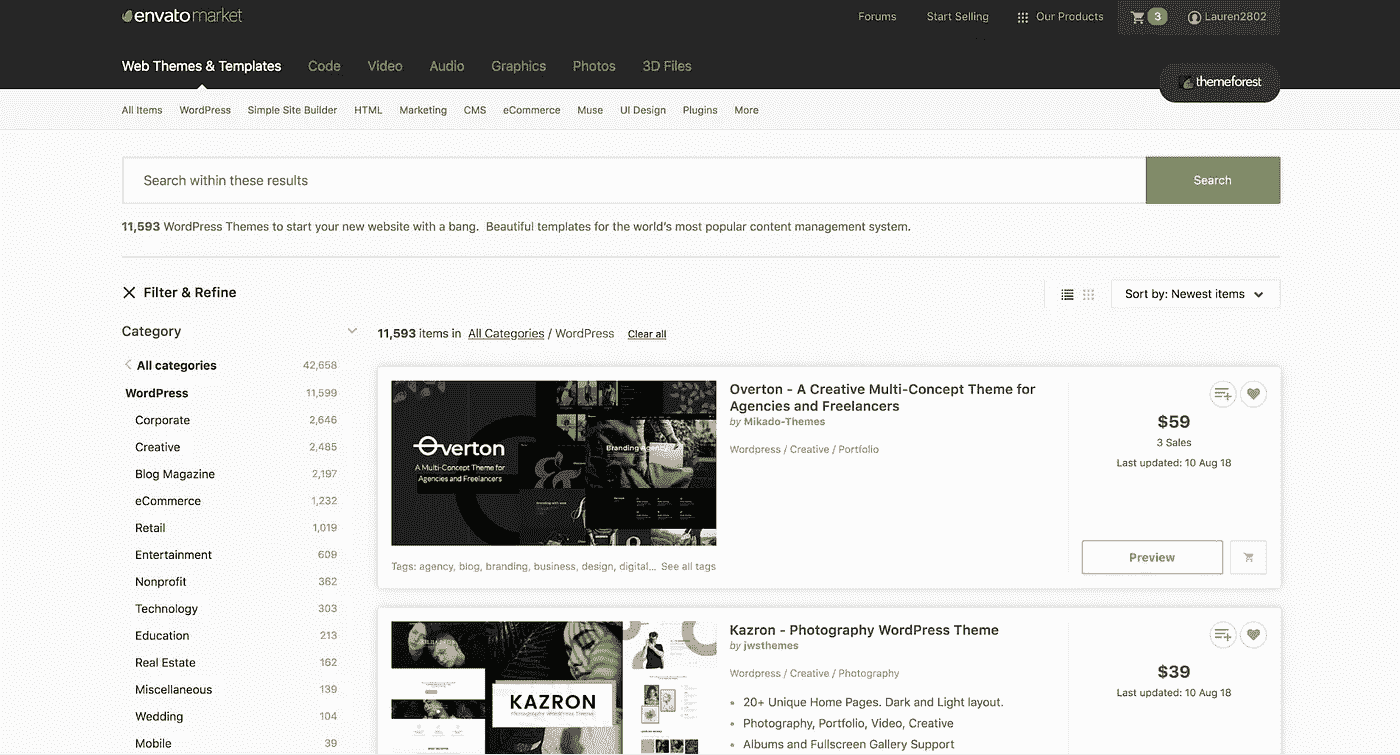 envato market
Forums
Start Selling
Our Products
3
Lauren2802
Web Themes & Templates
Code
Video
Audio
Graphics
Photos
3D Files
themeforest
All Items
WordPress
Simple Site Builder
HTML
Marketing
CMS
eCommerce
Muse
UI Design
Plugins
More
Search within these results
Search
11,593 WordPress Themes to start your new website with a bang. Beautiful templates for the world's most popular content management system.
Filter & Refine
Sort by: Newest items
Category
All categories 42,658
WordPress 11,599
Corporate 2,646
Creative 2,485
Blog Magazine 2,197
eCommerce 1,232
Retail 1,019
Entertainment 609
Nonprofit 362
Technology 303
Education 213
Real Estate 162
Miscellaneous 139
Wedding 104
Mobile 39
11,593 items in All Categories / WordPress Clear all
Overton
A Multi-Concept Theme for
Agencies and Freelancers
Branding Agency
Tags: agency, blog, branding, business, design, digital... See all tags
Overton - A Creative Multi-Concept Theme for
Agencies and Freelancers
by Mikado-Themes
Wordpress / Creative / Portfolio
$59
3 Sales
Last updated: 10 Aug 18
Preview
KAZRON
Photography WordPress Theme
Kazron - Photography WordPress Theme
by jwsthemes
Wordpress / Creative / Photography
20+ Unique Home Pages. Dark and Light layout.
Photography, Portfolio, Video, Creative
Albums and Fullscreen Gallery Support
$39
Last updated: 10 Aug 18